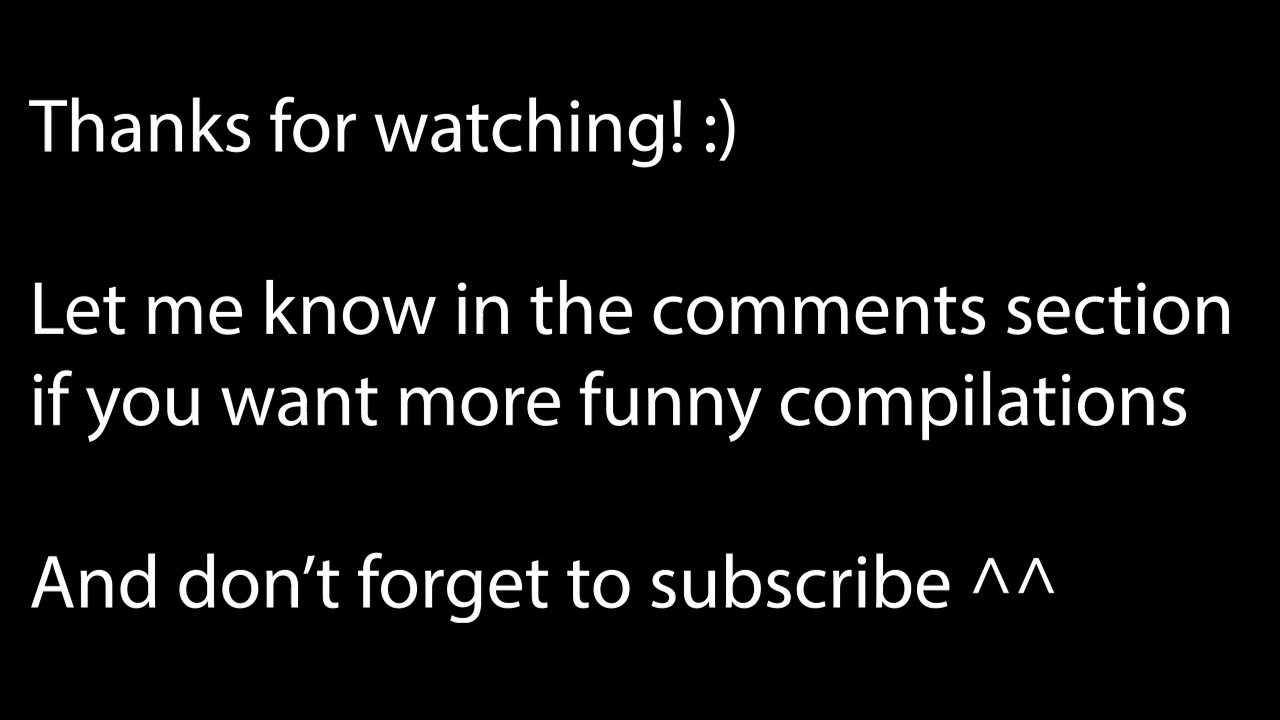 Thanks for watching! :)
Let me know in the comments section
if you want more funny compilations
And don’t forget to subscribe ^^